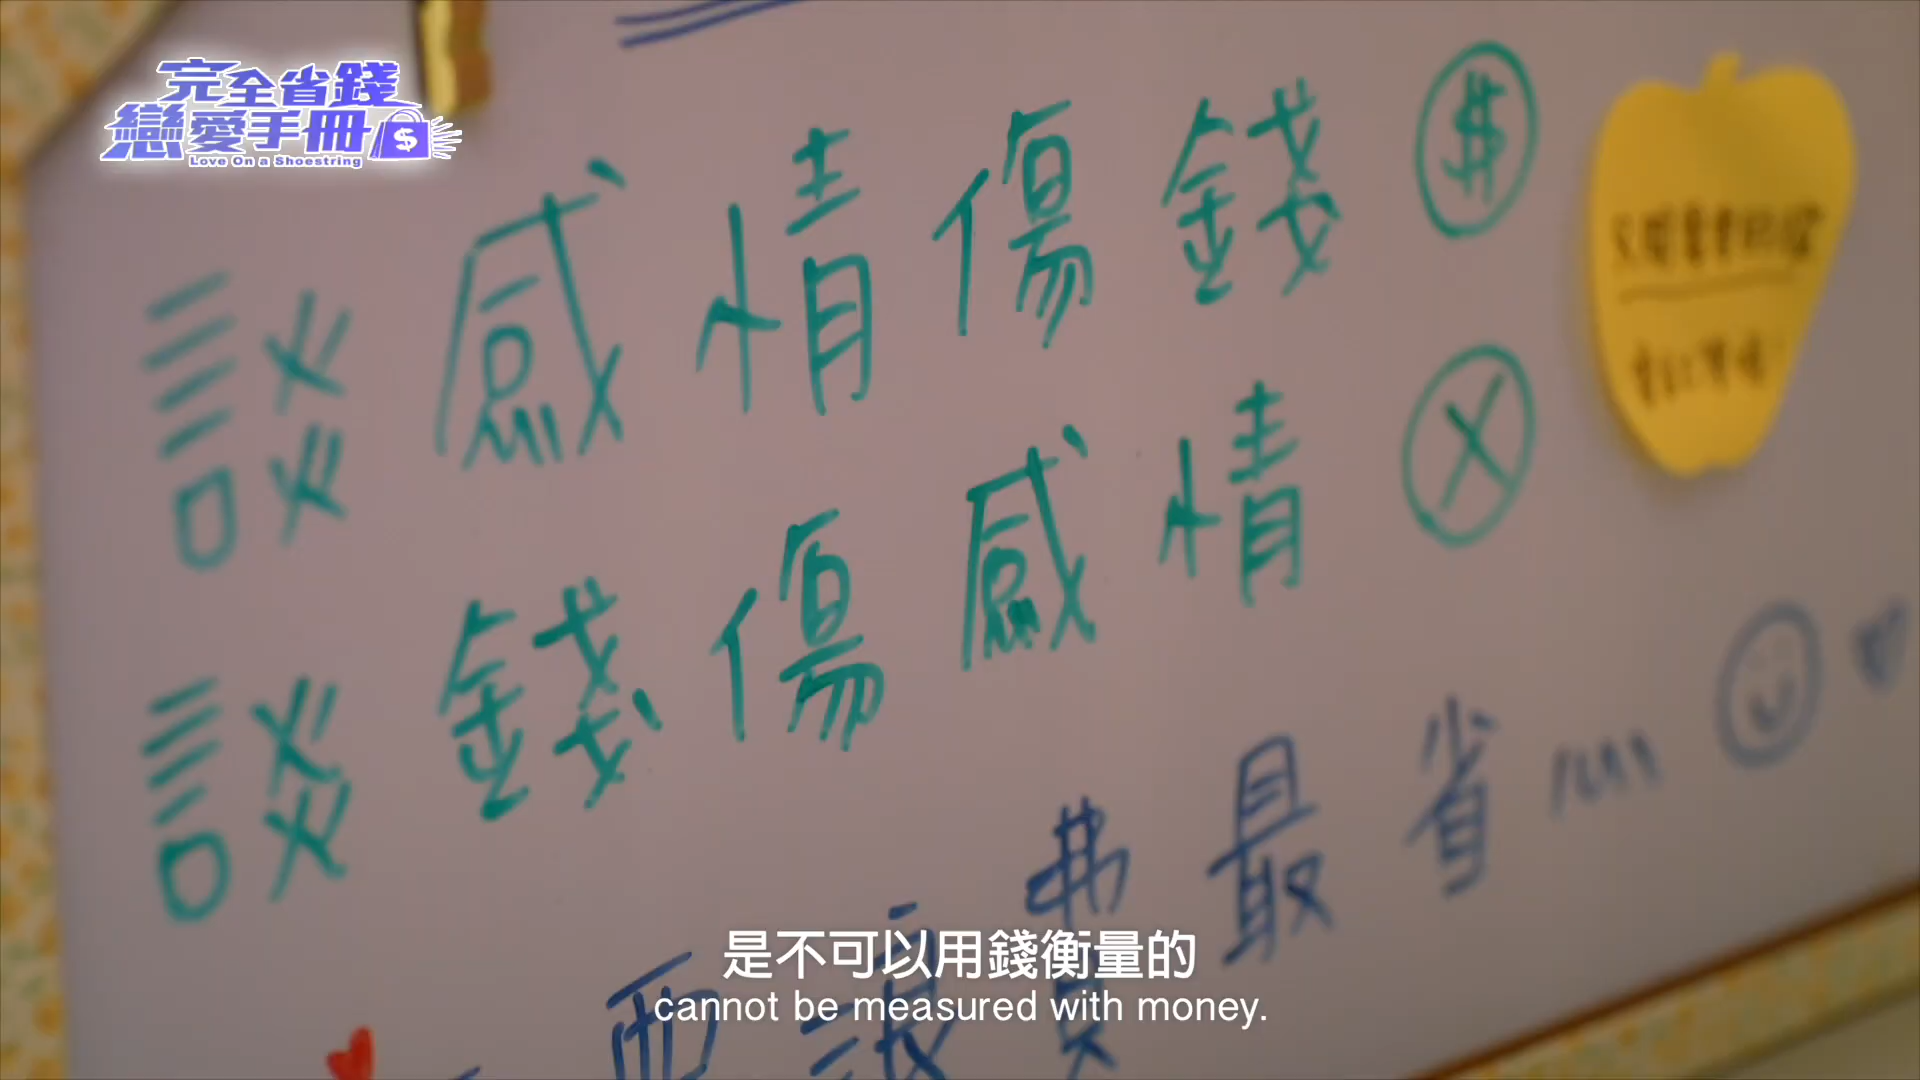 完全省錢
戀愛手冊
$
Love On a Shoestring
談感情傷錢 $
談錢傷感情 X
最省
是不可以用錢衡量的
cannot be measured with money.